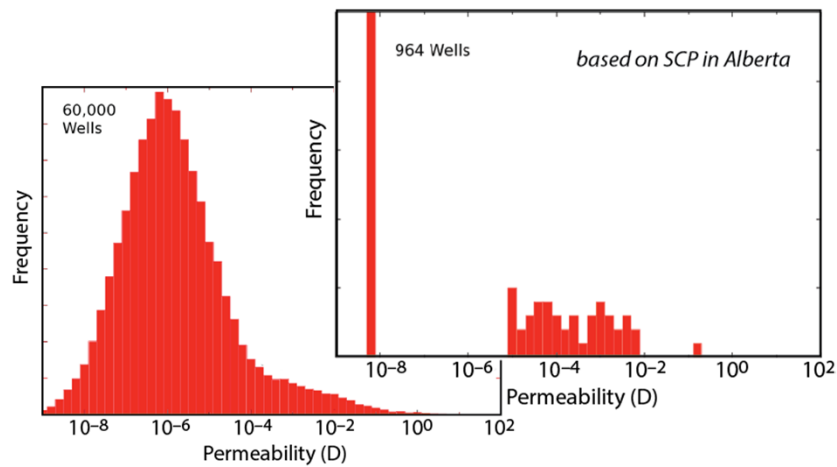 60,000
Wells
Frequency
10⁻⁸ 10⁻⁶ 10⁻⁴ 10⁻² 10⁰ 10²
Permeability (D)
964 Wells
based on SCP in Alberta
Frequency
10⁻⁸ 10⁻⁶ 10⁻⁴ 10⁻² 10⁰ 10²
Permeability (D)